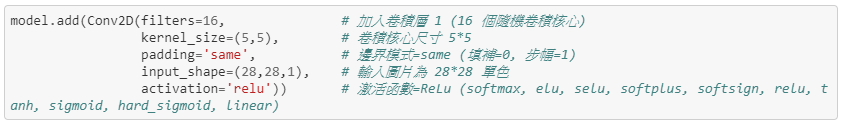 model.add(Conv2D(filters=16,               # 加入卷積層 1 (16 個隨機卷積核心)
                 kernel_size=(5,5),        # 卷積核心尺寸 5*5
                 padding='same',           # 邊界模式=same (填補=0, 步幅=1)
                 input_shape=(28,28,1),    # 輸入圖片為 28*28 單色
                 activation='relu'))       # 激活函數=ReLu (softmax, elu, selu, softplus, softsign, relu, t
anh, sigmoid, hard_sigmoid, linear)